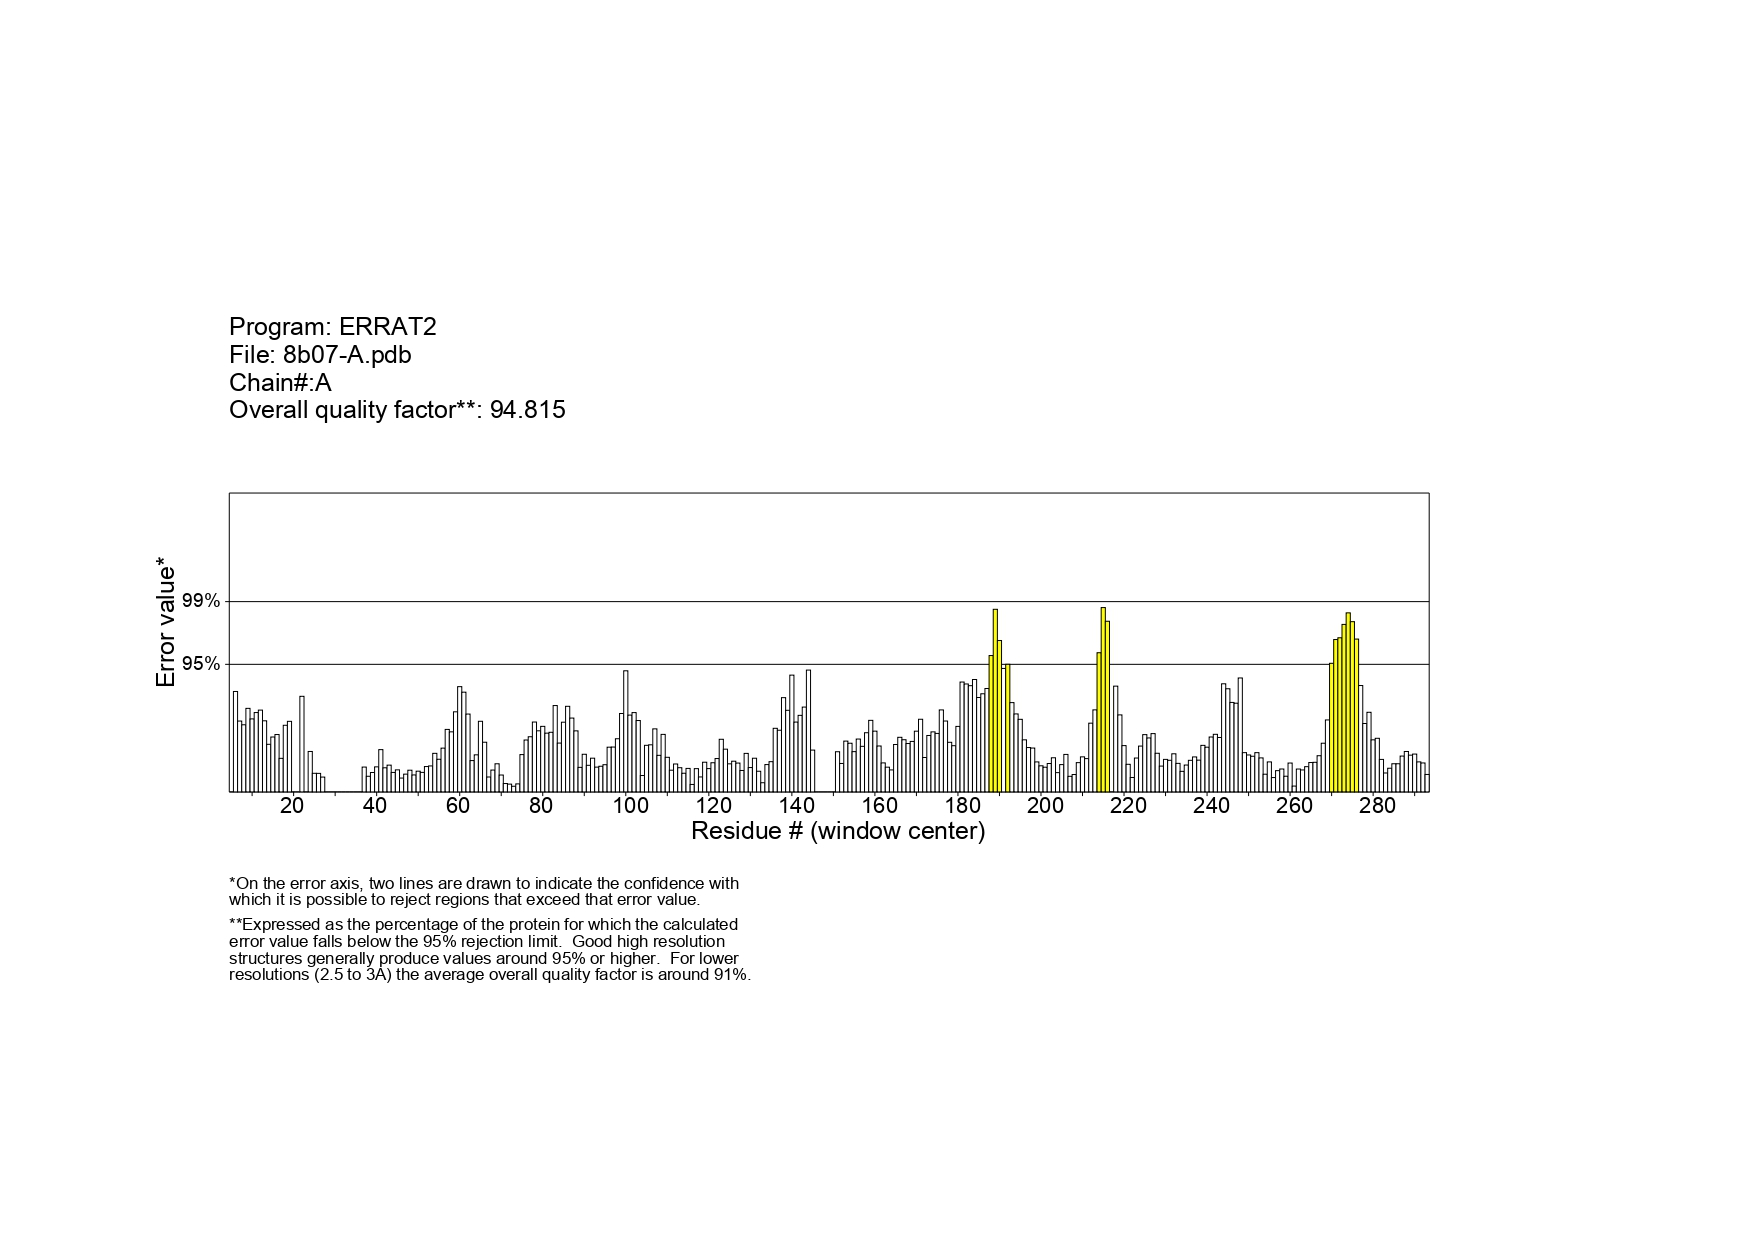 Program: ERRAT2
File: 8b07-A.pdb
Chain#:A
Overall quality factor**: 94.815
Error value*
99%
95%
20 40 60 80 100 120 140 160 180 200 220 240 260 280
Residue # (window center)
*On the error axis, two lines are drawn to indicate the confidence with
which it is possible to reject regions that exceed that error value.
**Expressed as the percentage of the protein for which the calculated
error value falls below the 95% rejection limit.  Good high resolution
structures generally produce values around 95% or higher.  For lower
resolutions (2.5 to 3A) the average overall quality factor is around 91%.